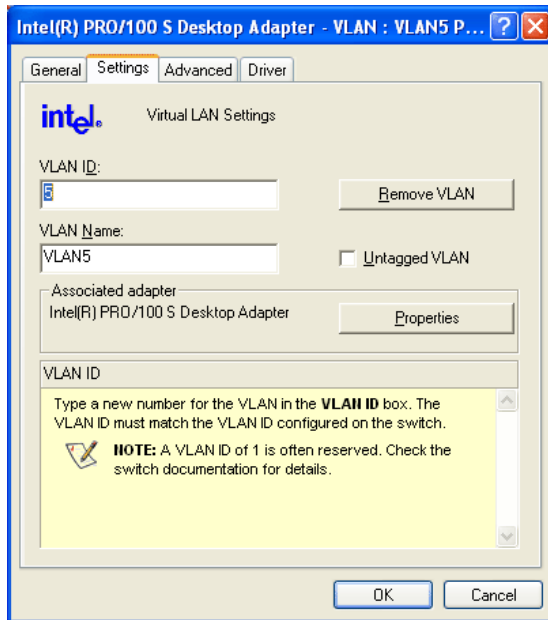 Intel(R) PRO/100 S Desktop Adapter - VLAN : VLAN5 P...
General Settings Advanced Driver
intel® Virtual LAN Settings
VLAN ID:
5
Remove VLAN
VLAN Name:
VLAN5
Untagged VLAN
Associated adapter
Intel(R) PRO/100 S Desktop Adapter
Properties
VLAN ID
Type a new number for the VLAN in the VLAN ID box. The
VLAN ID must match the VLAN ID configured on the switch.
NOTE: A VLAN ID of 1 is often reserved. Check the
switch documentation for details.
OK Cancel